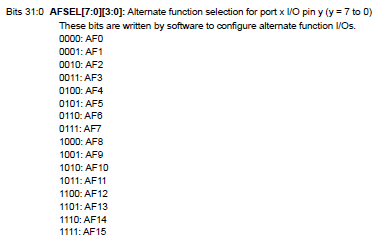 Bits 31:0 AFSEL[7:0][3:0]: Alternate function selection for port x I/O pin y (y = 7 to 0)
These bits are written by software to configure alternate function I/Os.
0000: AF0
0001: AF1
0010: AF2
0011: AF3
0100: AF4
0101: AF5
0110: AF6
0111: AF7
1000: AF8
1001: AF9
1010: AF10
1011: AF11
1100: AF12
1101: AF13
1110: AF14
1111: AF15